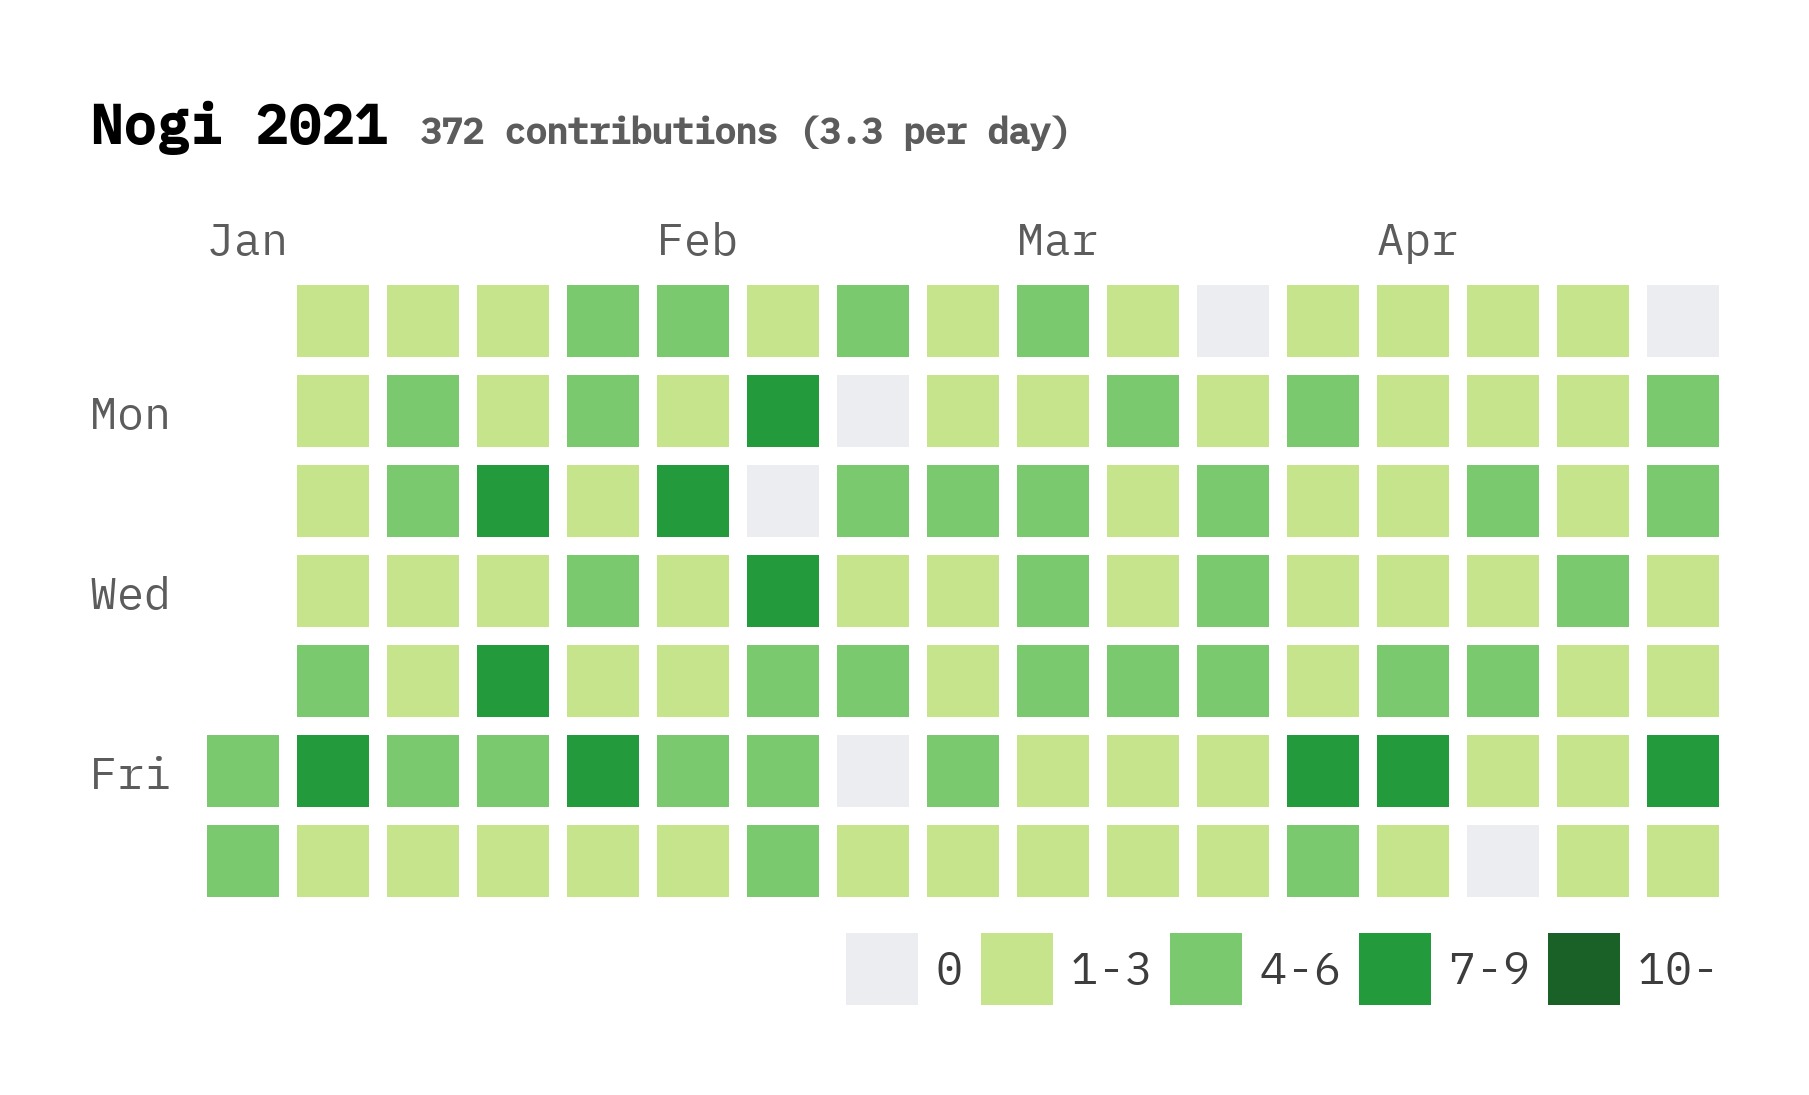 Nogi 2021 372 contributions (3.3 per day)
Jan Feb Mar Apr
Mon
Wed
Fri
0 1-3 4-6 7-9 10-